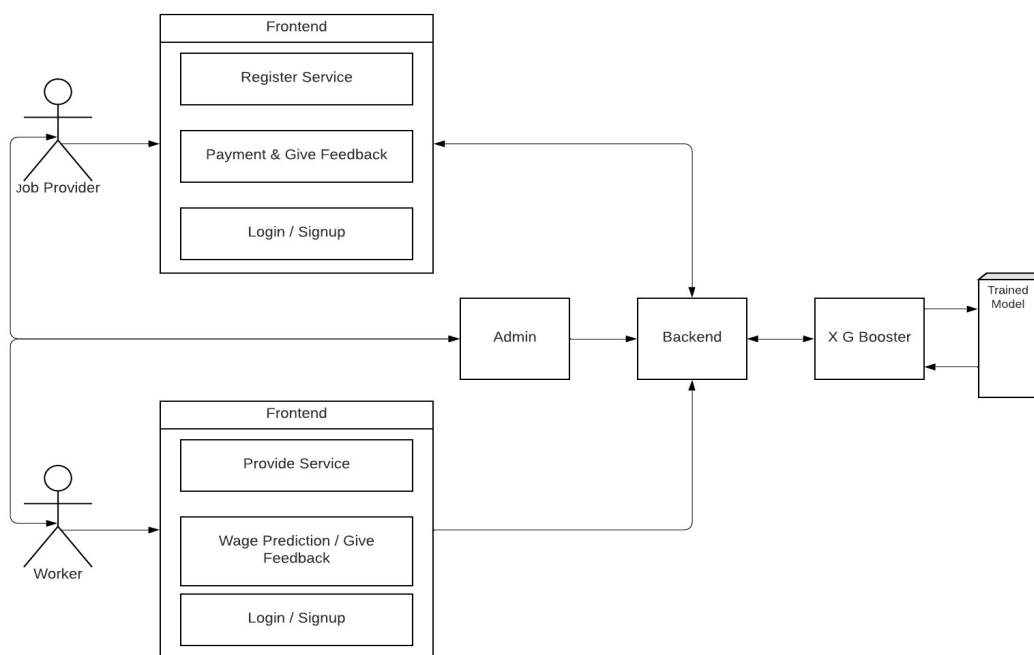 Frontend
Register Service
Payment & Give Feedback
Login / Signup
Job Provider
Trained
Model
Admin
Backend
X G Booster
Frontend
Provide Service
Wage Prediction / Give
Feedback
Login / Signup
Worker